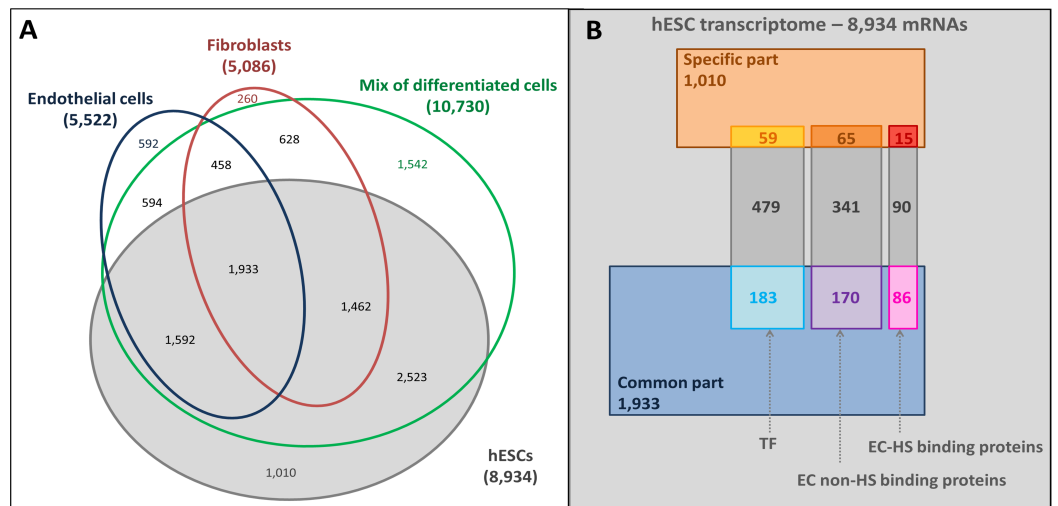 A
Fibroblasts
(5,086)
Endothelial cells
(5,522)
Mix of differentiated cells
(10,730)
260
592
628
458
1,542
594
1,933
1,462
1,592
2,523
hESCs
(8,934)
1,010
B
hESC transcriptome – 8,934 mRNAs
Specific part
1,010
59 65 15
479 341 90
183 170 86
Common part
1,933
TF
EC-HS binding proteins
EC non-HS binding proteins